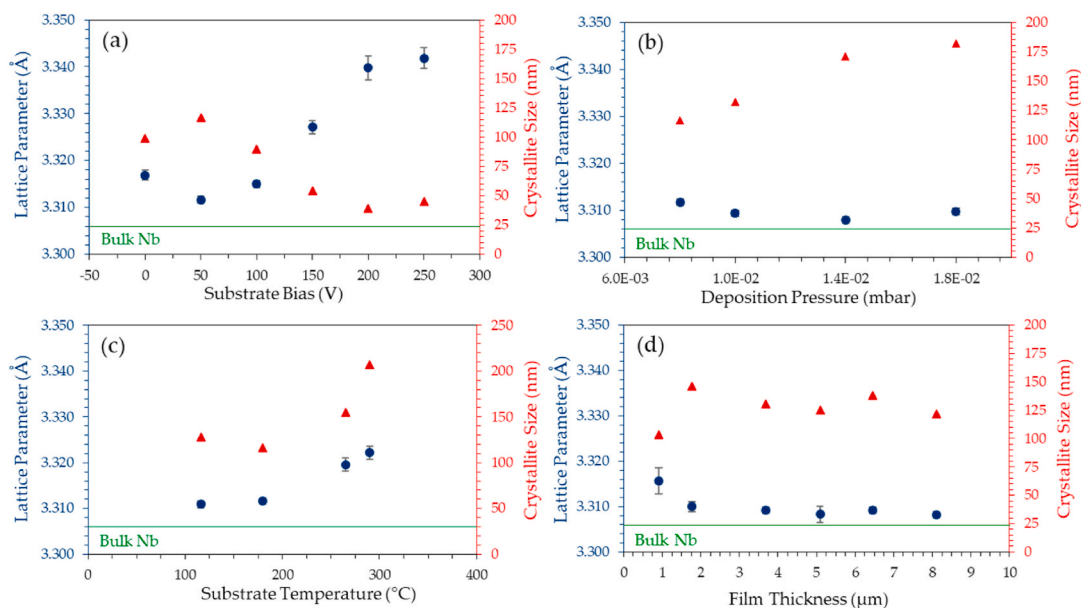 (a)
3.350
3.340
3.330
3.320
3.310
3.300
Lattice Parameter (Å)
200
175
150
125
100
75
50
25
0
Crystallite Size (nm)
Bulk Nb
-50 0 50 100 150 200 250 300
Substrate Bias (V)
(b)
3.350
3.340
3.330
3.320
3.310
3.300
Lattice Parameter (Å)
200
175
150
125
100
75
50
25
0
Crystallite Size (nm)
Bulk Nb
6.0E-03 1.0E-02 1.4E-02 1.8E-02
Deposition Pressure (mbar)
(c)
3.350
3.340
3.330
3.320
3.310
3.300
Lattice Parameter (Å)
250
200
150
100
50
0
Crystallite Size (nm)
Bulk Nb
0 100 200 300 400
Substrate Temperature (°C)
(d)
3.350
3.340
3.330
3.320
3.310
3.300
Lattice Parameter (Å)
200
175
150
125
100
75
50
25
0
Crystallite Size (nm)
Bulk Nb
0 1 2 3 4 5 6 7 8 9 10
Film Thickness (μm)